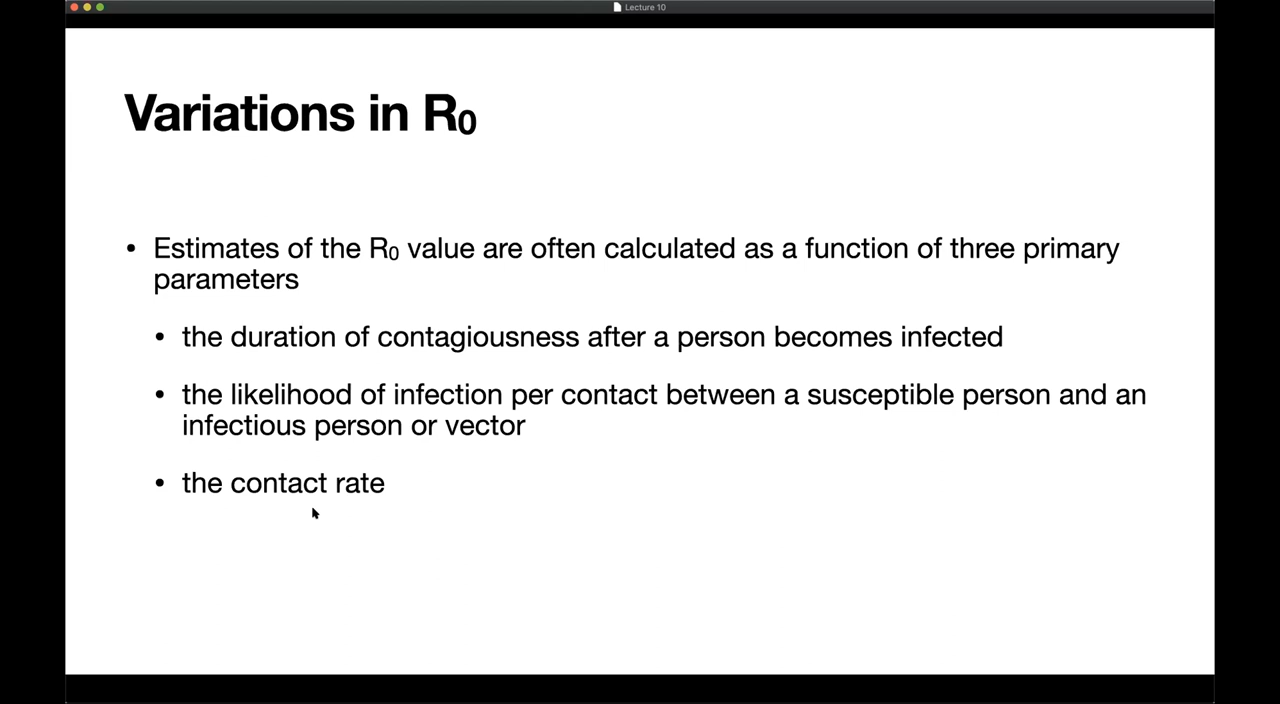 Lecture 10
Variations in R₀
• Estimates of the R₀ value are often calculated as a function of three primary
parameters
• the duration of contagiousness after a person becomes infected
• the likelihood of infection per contact between a susceptible person and an
infectious person or vector
• the contact rate